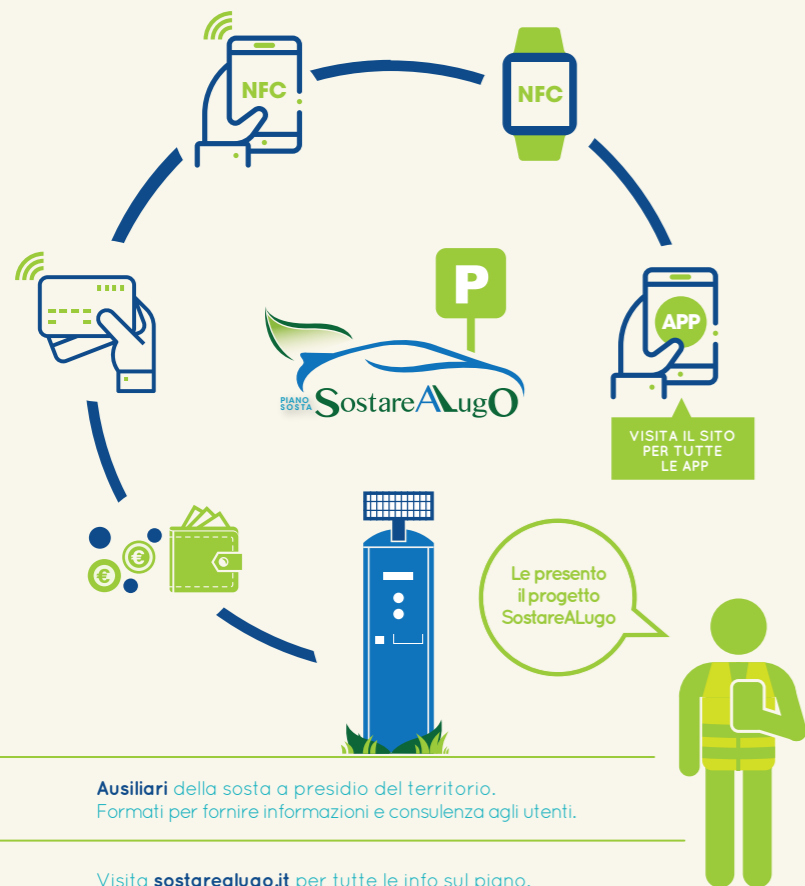 NFC
NFC
P
APP
PIANO
SOSTA
SostareALugO
VISITA IL SITO
PER TUTTE
LE APP
€
€
Le presento
il progetto
SostareALugo
Ausiliari della sosta a presidio del territorio.
Formati per fornire informazioni e consulenza agli utenti.
Visita sostarealugo.it per tutte le info sul piano.